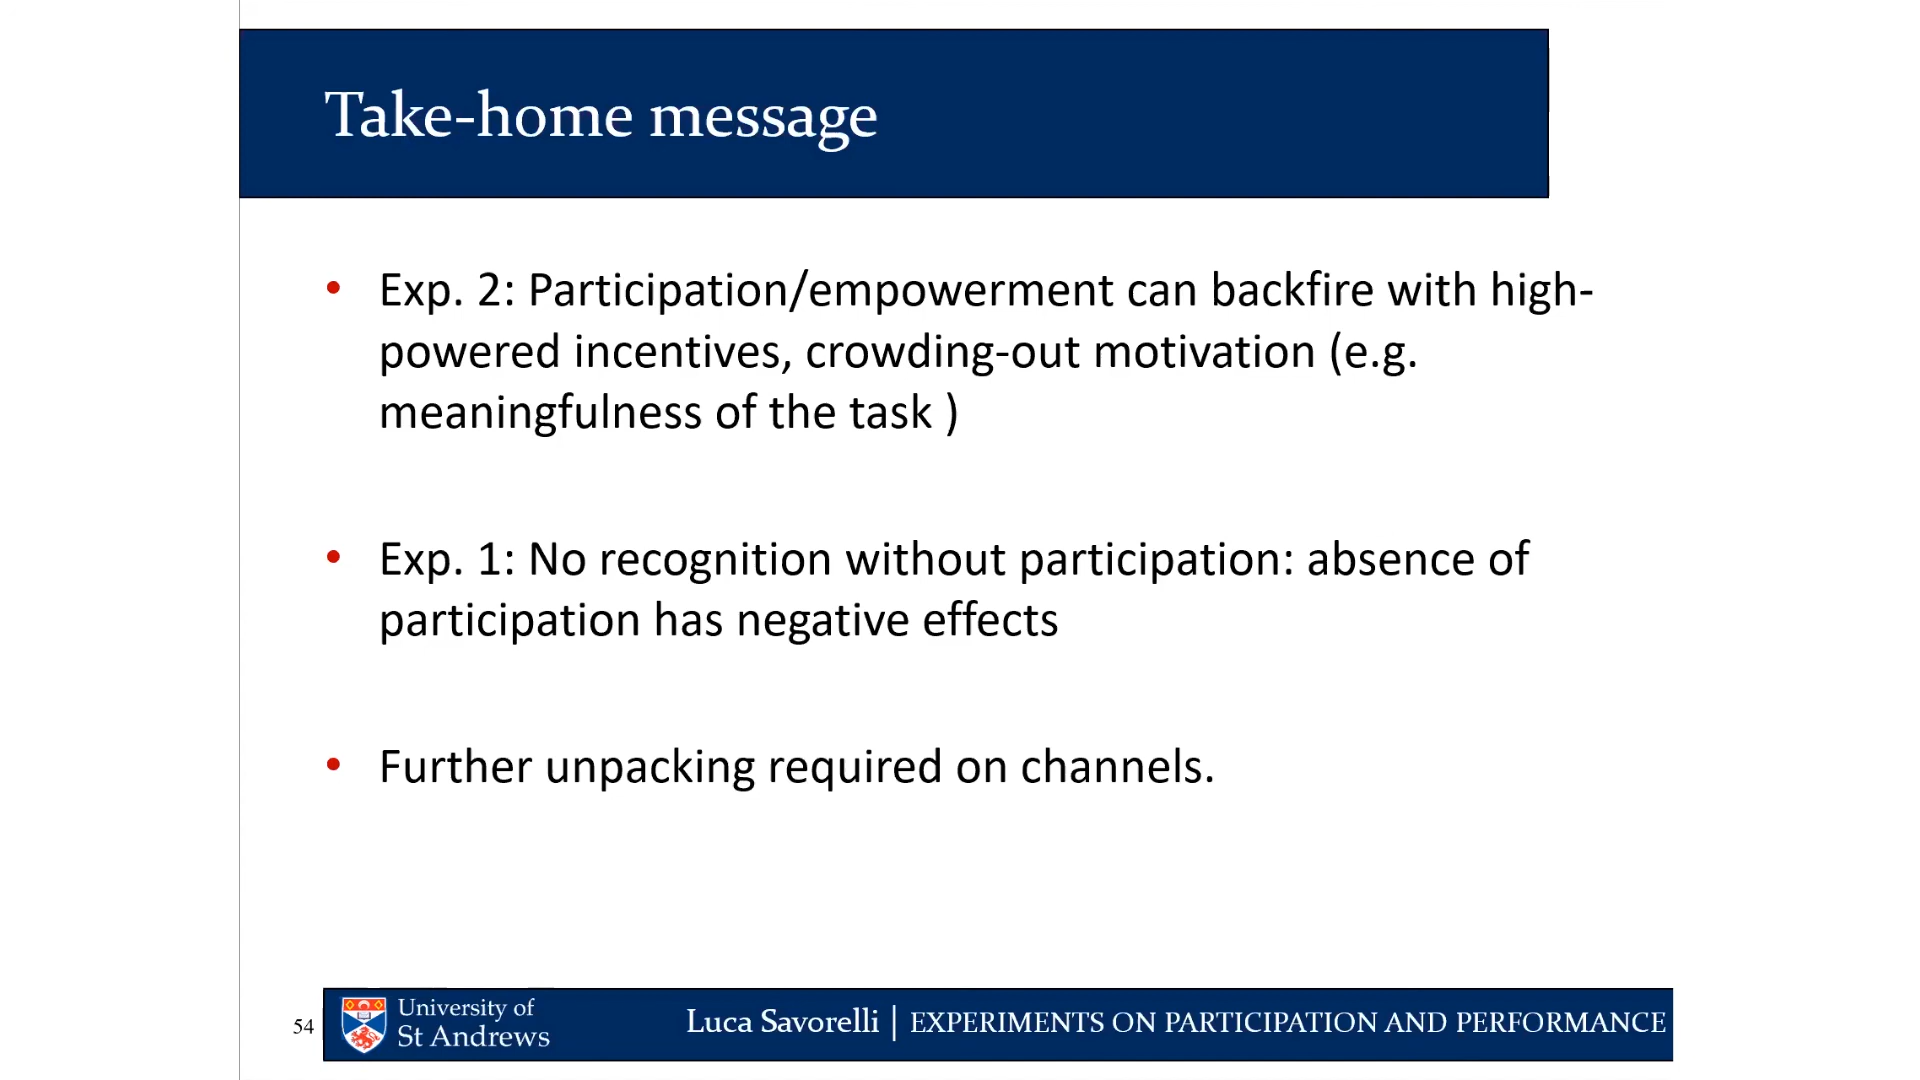 Take-home message
• Exp. 2: Participation/empowerment can backfire with high-
powered incentives, crowding-out motivation (e.g.
meaningfulness of the task )
• Exp. 1: No recognition without participation: absence of
participation has negative effects
• Further unpacking required on channels.
54
University of
St Andrews
Luca Savorelli | EXPERIMENTS ON PARTICIPATION AND PERFORMANCE